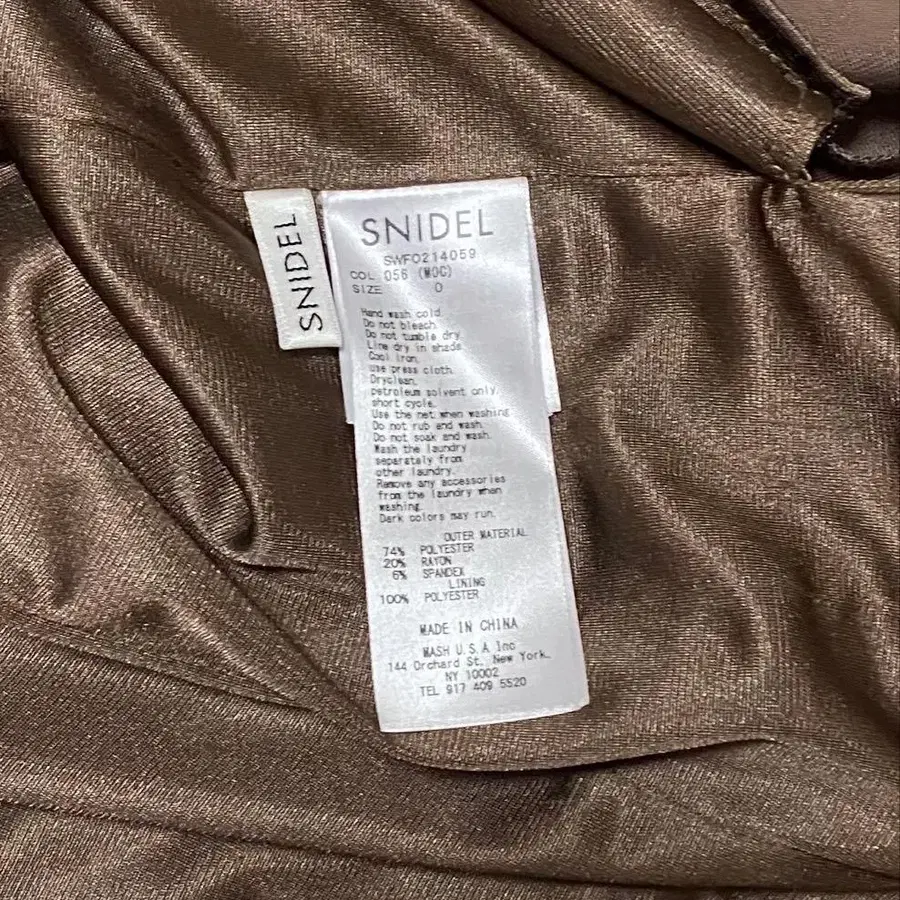 SNIDEL
SNIDEL
SWFO214059
COL 056 (MOC)
SIZE 0
Hand wash cold.
Do not bleach.
Do not tumble dry.
Line dry in shade.
Cool iron.
use press cloth.
Dryclean.
petroleum solvent only.
short cycle.
Use the net when washing.
Do not rub and wash.
Do not soak and wash.
Wash the laundry
separately from
other laundry.
Remove any accessories
from the laundry when
washing.
Dark colors may run.
OUTER MATERIAL
74% POLYESTER
20% RAYON
6% SPANDEX
LINING
100% POLYESTER
MADE IN CHINA
MASH U.S.A Inc
144 Orchard St. New York.
NY 10002
TEL 917 409 5520